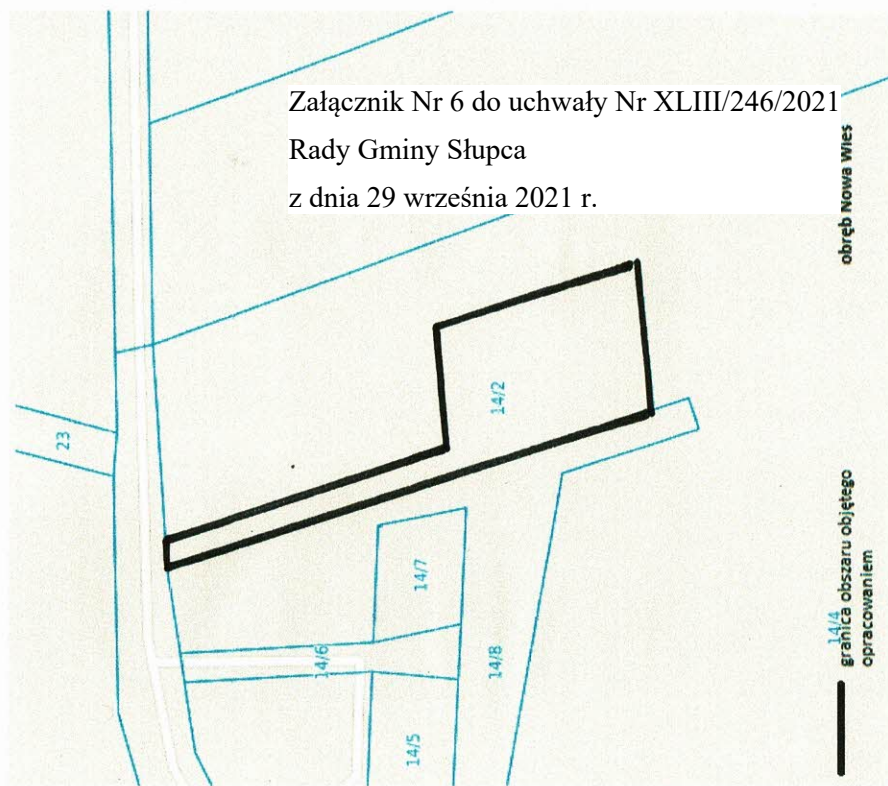 Załącznik Nr 6 do uchwały Nr XLIII/246/2021
Rady Gminy Słupca
z dnia 29 września 2021 r.
obręb Nowa Wies
23
14/2
14/7
14/6
14/8
14/5
14/4
granica obszaru objętego
opracowaniem